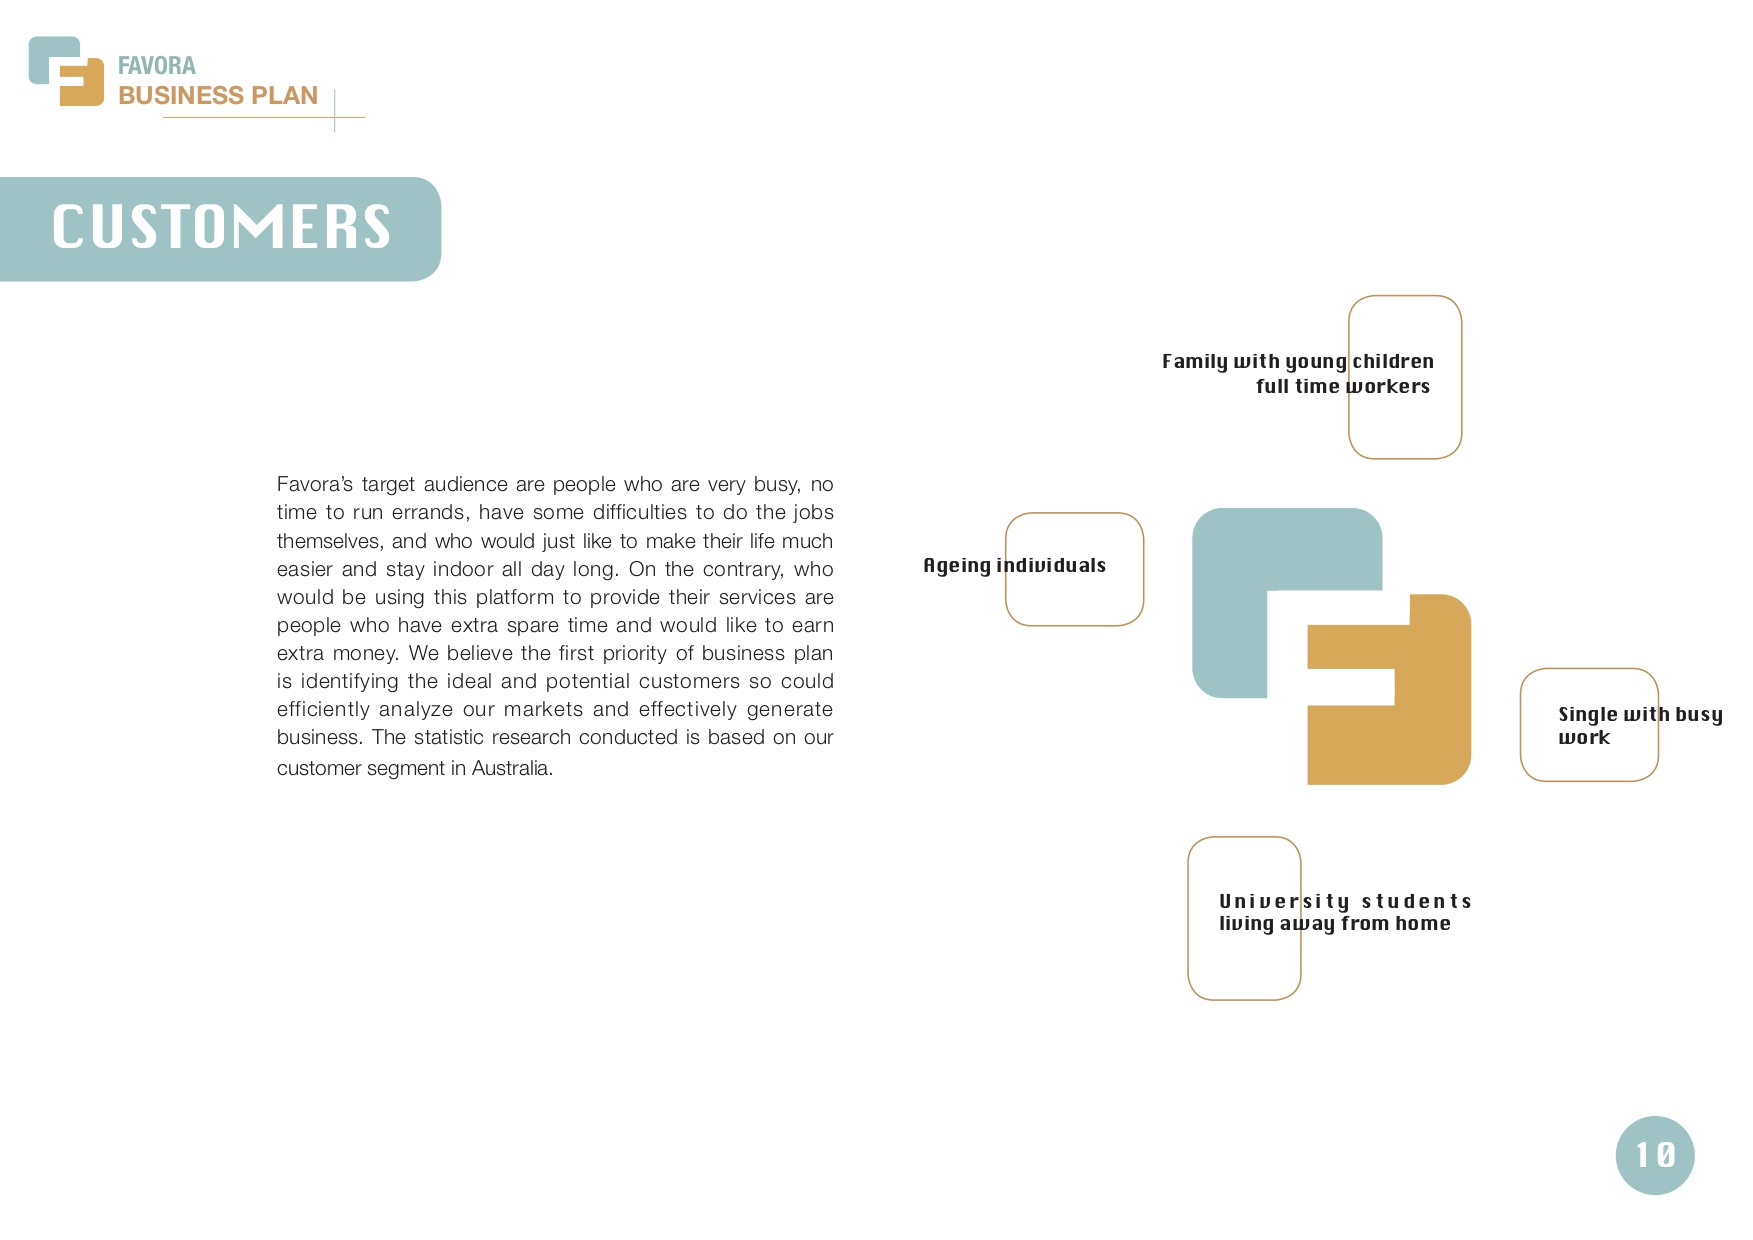 FAVORA
BUSINESS PLAN
CUSTOMERS
Favora’s target audience are people who are very busy, no
time to run errands, have some difficulties to do the jobs
themselves, and who would just like to make their life much
easier and stay indoor all day long. On the contrary, who
would be using this platform to provide their services are
people who have extra spare time and would like to earn
extra money. We believe the first priority of business plan
is identifying the ideal and potential customers so could
efficiently analyze our markets and effectively generate
business. The statistic research conducted is based on our
customer segment in Australia.
Family with young children
full time workers
Ageing individuals
Single with busy
work
University students
living away from home
10